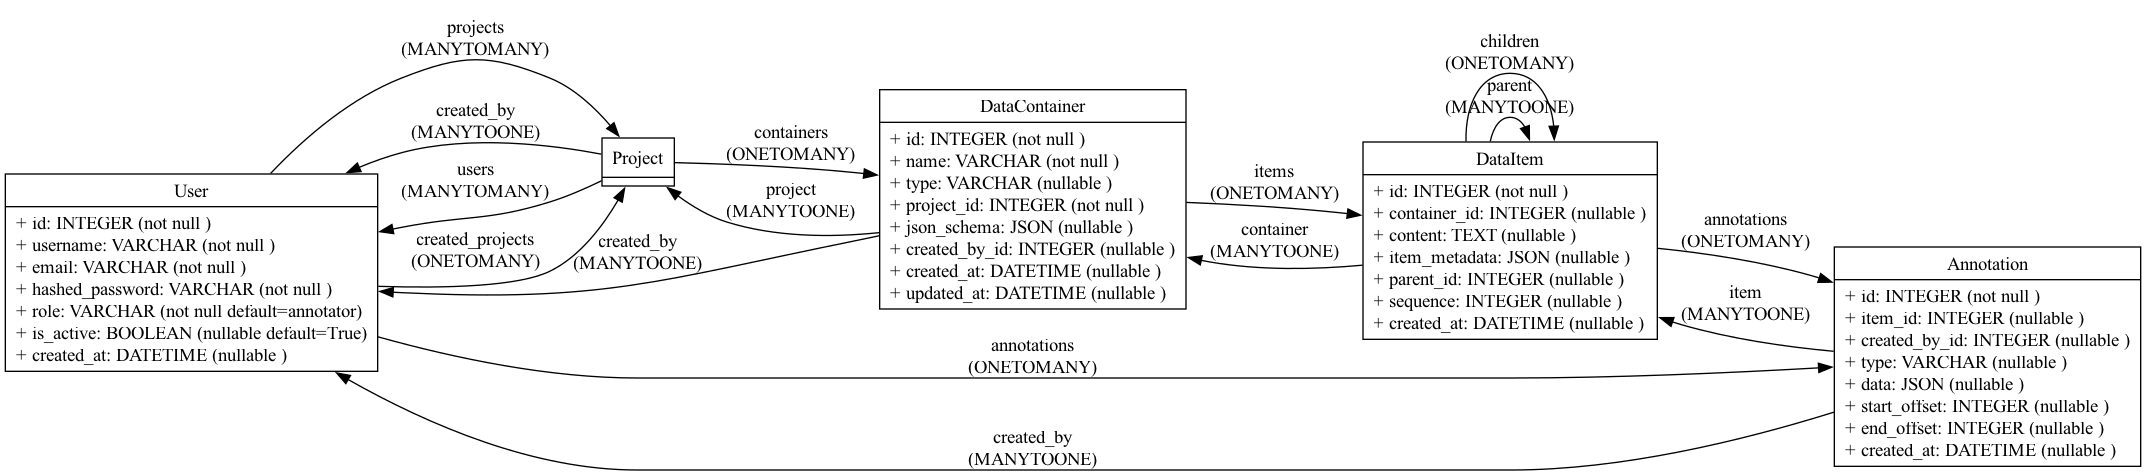 projects
(MANYTOMANY)
created_by
(MANYTOONE)
users
(MANYTOMANY)
created_projects
(ONETOMANY)
created_by
(MANYTOONE)
User
+ id: INTEGER (not null )
+ username: VARCHAR (not null )
+ email: VARCHAR (not null )
+ hashed_password: VARCHAR (not null )
+ role: VARCHAR (not null default=annotator)
+ is_active: BOOLEAN (nullable default=True)
+ created_at: DATETIME (nullable )
Project
containers
(ONETOMANY)
project
(MANYTOONE)
DataContainer
+ id: INTEGER (not null )
+ name: VARCHAR (not null )
+ type: VARCHAR (nullable )
+ project_id: INTEGER (not null )
+ json_schema: JSON (nullable )
+ created_by_id: INTEGER (nullable )
+ created_at: DATETIME (nullable )
+ updated_at: DATETIME (nullable )
items
(ONETOMANY)
container
(MANYTOONE)
children
(ONETOMANY)
parent
(MANYTOONE)
DataItem
+ id: INTEGER (not null )
+ container_id: INTEGER (nullable )
+ content: TEXT (nullable )
+ item_metadata: JSON (nullable )
+ parent_id: INTEGER (nullable )
+ sequence: INTEGER (nullable )
+ created_at: DATETIME (nullable )
annotations
(ONETOMANY)
item
(MANYTOONE)
Annotation
+ id: INTEGER (not null )
+ item_id: INTEGER (nullable )
+ created_by_id: INTEGER (nullable )
+ type: VARCHAR (nullable )
+ data: JSON (nullable )
+ start_offset: INTEGER (nullable )
+ end_offset: INTEGER (nullable )
+ created_at: DATETIME (nullable )
annotations
(ONETOMANY)
created_by
(MANYTOONE)